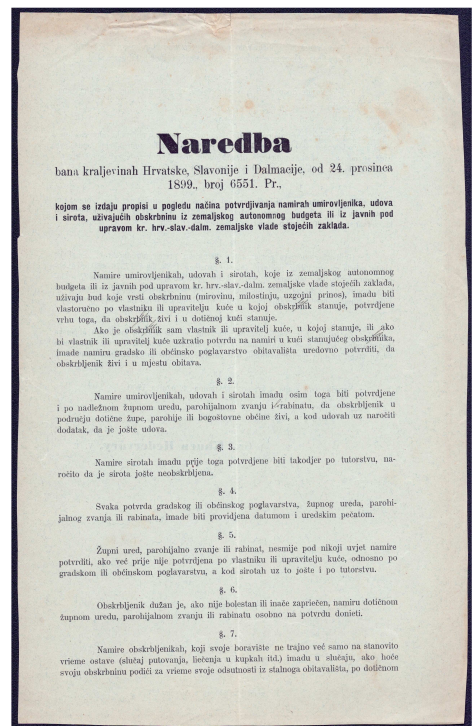 Naredba
bana kraljevinah Hrvatske, Slavonije i Dalmacije, od 24. prosinca
1899., broj 6551. Pr.,
kojom se izdaju propisi u pogledu načina potvrdjivanja namirah umirovljenika, udova
i sirota, uživajućih obskrbninu iz zemaljskog autonomnog budgeta ili iz javnih pod
upravom kr. hrv.-slav.-dalm. zemaljske vlade stojećih zaklada.
§. 1.
Namire umirovljenikah, udovah i sirotah, koje iz zemaljskog autonomnog
budgeta ili iz javnih pod upravom kr. hrv.-slav.-dalm. zemaljske vlade stojećih zaklada,
uživaju bud koje vrsti obskrbninu (mirovinu, milostinju, uzgojni prinos), imadu biti
vlastoručno po vlastniku ili upravitelju kuće u kojoj obskrbnik stanuje, potvrdjene
vrhu toga, da obskrbnik živi i u dotičnoj kući stanuje.
Ako je obskrbnik sam vlastnik ili upravitelj kuće, u kojoj stanuje, ili ako
bi vlastnik ili upravitelj kuće uzkratio potvrdu na namiri u kući stanujućeg obskrbnika,
imade namiru gradsko ili občinsko poglavarstvo obitavališta uredovno potvrditi, da
obskrbljenik živi i u mjestu obitava.
§. 2.
Namire umirovljenikah, udovah i sirotah imadu osim toga biti potvrdjene
i po nadležnom župnom uredu, parohijalnom zvanju i rabinatu, da obskrbljenik u
području dotične župe, parohije ili bogoštovne obćine živi, a kod udovah uz naročiti
dodatak, da je jošte udova.
§. 3.
Namire sirotah imadu prije toga potvrdjene biti takodjer po tutorstvu, na-
ročito da je sirota jošte neobskrbljena.
§. 4.
Svaka potvrda gradskog ili občinskog poglavarstva, župnog ureda, parohi-
jalnog zvanja ili rabinata, imade biti providjena datumom i uredskim pečatom.
§. 5.
Župni ured, parohijalno zvanje ili rabinat, nesmije pod nikoji uvjet namire
potvrditi, ako već prije nije potvrdjena po vlastniku ili upravitelju kuće, odnosno po
gradskom ili občinskom poglavarstvu, a kod sirotah uz to jošte i po tutorstvu.
§. 6.
Obskrbljenik dužan je, ako nije bolestan ili inače zapriečen, namiru dotičnom
župnom uredu, parohijalnom zvanju ili rabinatu osobno na potvrdu donieti.
§. 7.
Namire obskrbljenikah, koji svoje boravište ne trajno već samo na stanovito
vrieme ostave (slučaj putovanja, liečenja u kupkah itd.) imadu u slučaju, ako hoće
svoju obskrbninu podići za vrieme svoje odsutnosti iz stalnoga obitavališta, po dotičnom